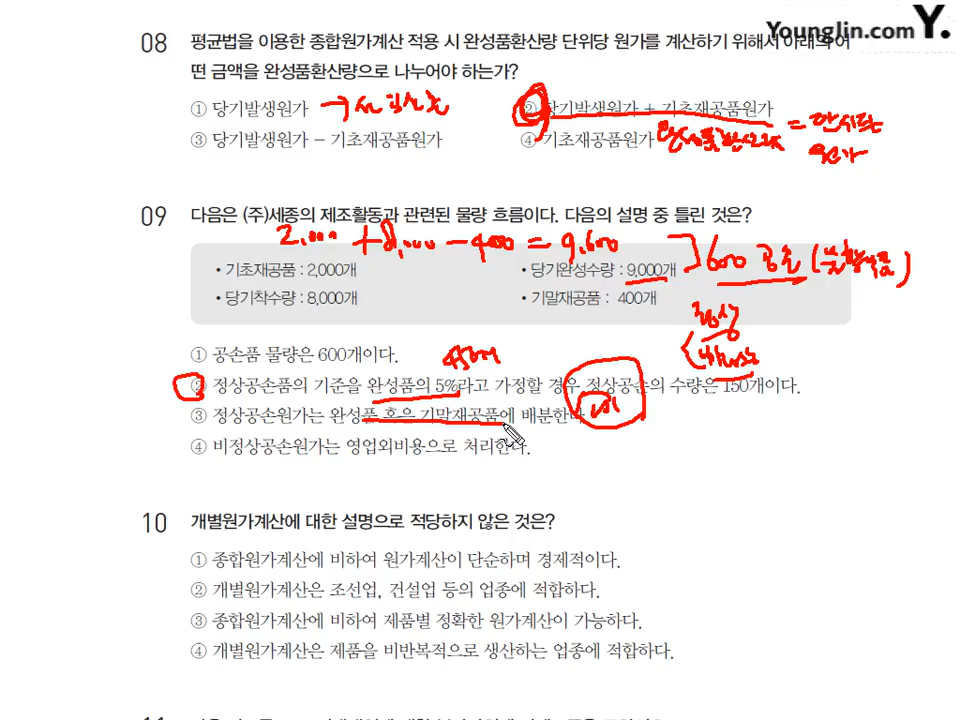 Younglin.com Y.
08 평균법을 이용한 종합원가계산 적용 시 완성품환산량 단위당 원가를 계산하기 위해서 아래의 어
떤 금액을 완성품환산량으로 나누어야 하는가?
① 당기발생원가 → 선입선출 ② 당기발생원가 + 기초재공품원가
③ 당기발생원가 - 기초재공품원가 ④ 기초재공품원가 완성품환산량 = 단위당 원가
09 다음은 (주)세종의 제조활동과 관련된 물량 흐름이다. 다음의 설명 중 틀린 것은?
2,000 + 8,000 - 400 = 9,600
• 기초재공품 : 2,000개 • 당기완성수량 : 9,000개 600 공손
• 당기착수량 : 8,000개 • 기말재공품 : 400개
정상
① 공손품 물량은 600개이다. 450개 비정상
② 정상공손품의 기준을 완성품의 5%라고 가정할 경우 정상공손의 수량은 150개이다.
③ 정상공손원가는 완성품 혹은 기말재공품에 배분한다.
④ 비정상공손원가는 영업외비용으로 처리한다.
10 개별원가계산에 대한 설명으로 적당하지 않은 것은?
① 종합원가계산에 비하여 원가계산이 단순하며 경제적이다.
② 개별원가계산은 조선업, 건설업 등의 업종에 적합하다.
③ 종합원가계산에 비하여 제품별 정확한 원가계산이 가능하다.
④ 개별원가계산은 제품을 비반복적으로 생산하는 업종에 적합하다.